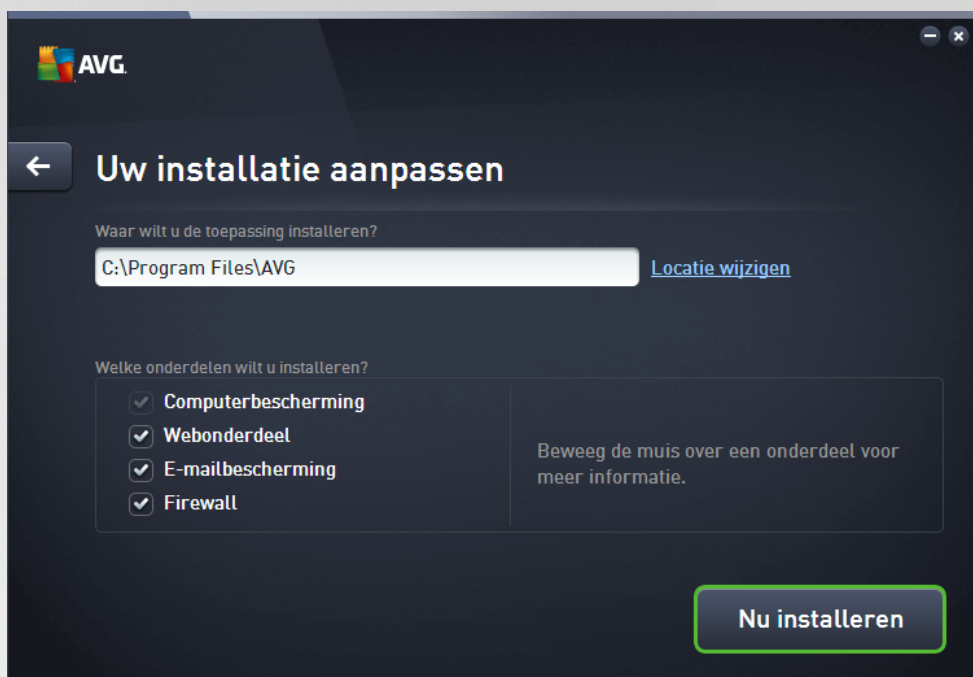 AVG.
Uw installatie aanpassen
Waar wilt u de toepassing installeren?
C:\Program Files\AVG
Locatie wijzigen
Welke onderdelen wilt u installeren?
Computerbescherming
Webonderdeel
E-mailbescherming
Firewall
Beweeg de muis over een onderdeel voor
meer informatie.
Nu installeren